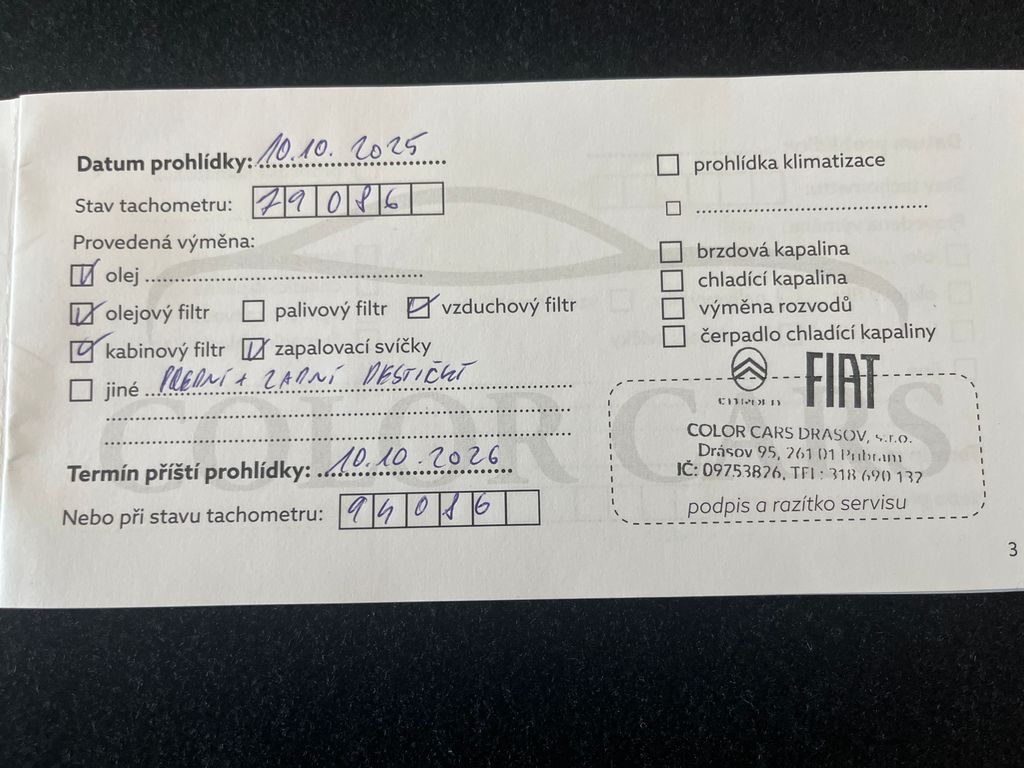 Datum prohlídky: 10.10. 2025
Stav tachometru: 79086
Provedená výměna:
olej
olejový filtr palivový filtr vzduchový filtr
kabinový filtr zapalovací svíčky
jiné PŘEDNÍ + ZADNÍ DESTIČKY
Termín příští prohlídky: 10.10. 2026
Nebo při stavu tachometru: 94086
prohlídka klimatizace
brzdová kapalina
chladící kapalina
výměna rozvodů
čerpadlo chladící kapaliny
CITROËN FIAT
COLOR CARS DRASOV, s.r.o.
Drásov 95, 261 01 Příbram
IČ: 09753826, TEL: 318 690 132
podpis a razítko servisu
COLOR CARS
3